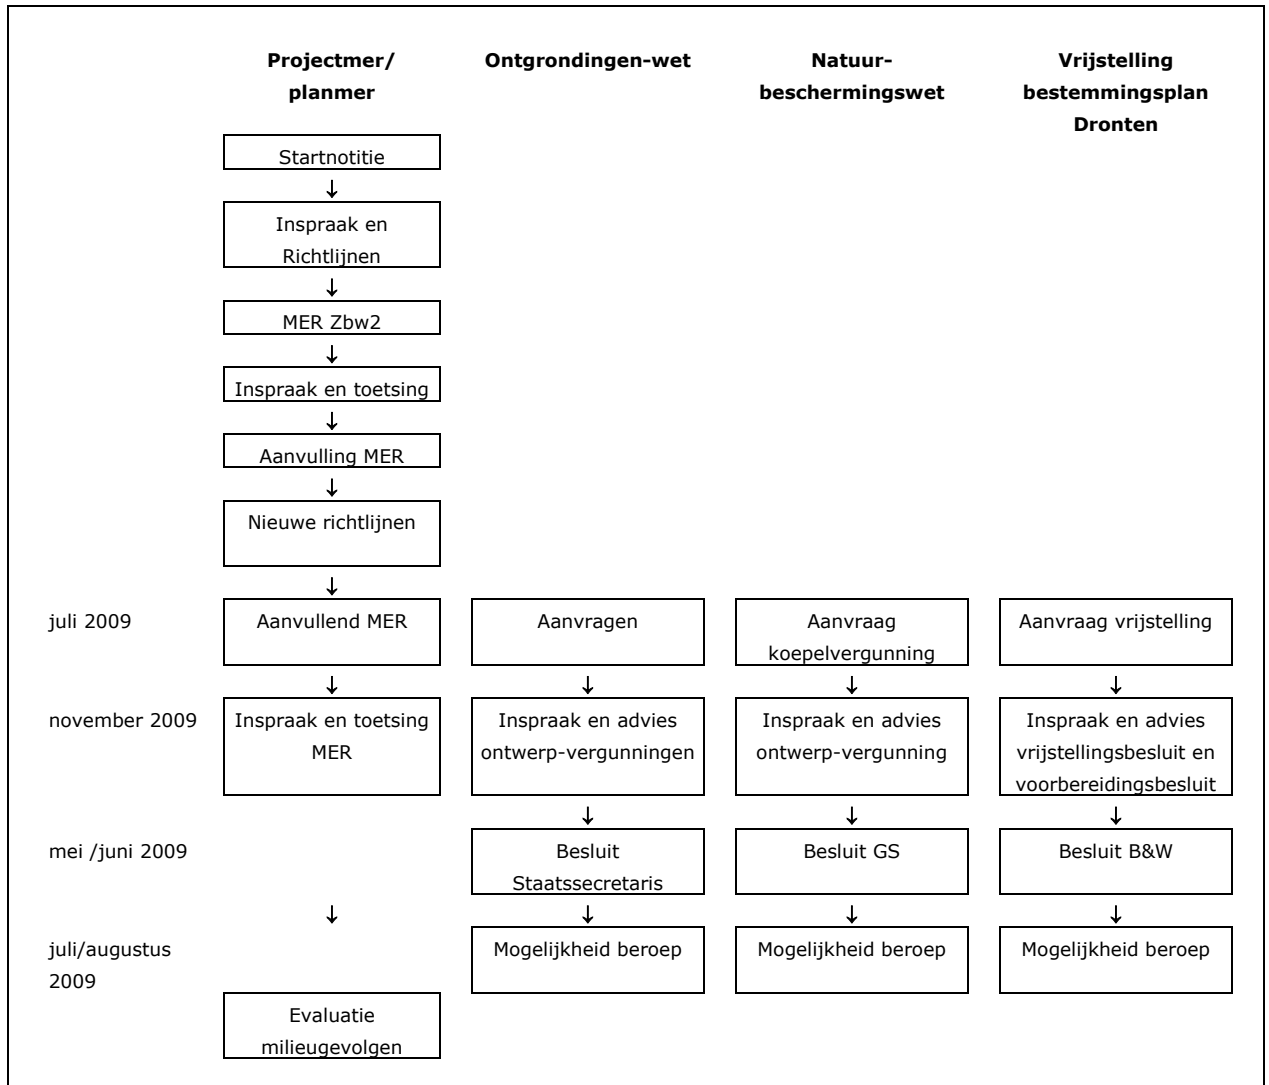 Projectmer/
planmer
Ontgrondingen-wet
Natuur-
beschermingswet
Vrijstelling
bestemmingsplan
Dronten
Startnotitie
↓
Inspraak en
Richtlijnen
↓
MER Zbw2
↓
Inspraak en toetsing
↓
Aanvulling MER
↓
Nieuwe richtlijnen
↓
juli 2009
Aanvullend MER
Aanvragen
Aanvraag
koepelvergunning
Aanvraag vrijstelling
↓ ↓ ↓ ↓
november 2009
Inspraak en toetsing
MER
Inspraak en advies
ontwerp-vergunningen
Inspraak en advies
ontwerp-vergunning
Inspraak en advies
vrijstellingsbesluit en
voorbereidingsbesluit
↓ ↓ ↓
mei /juni 2009
Besluit
Staatssecretaris
Besluit GS
Besluit B&W
↓ ↓ ↓ ↓
juli/augustus
2009
Mogelijkheid beroep
Mogelijkheid beroep
Mogelijkheid beroep
Evaluatie
milieugevolgen